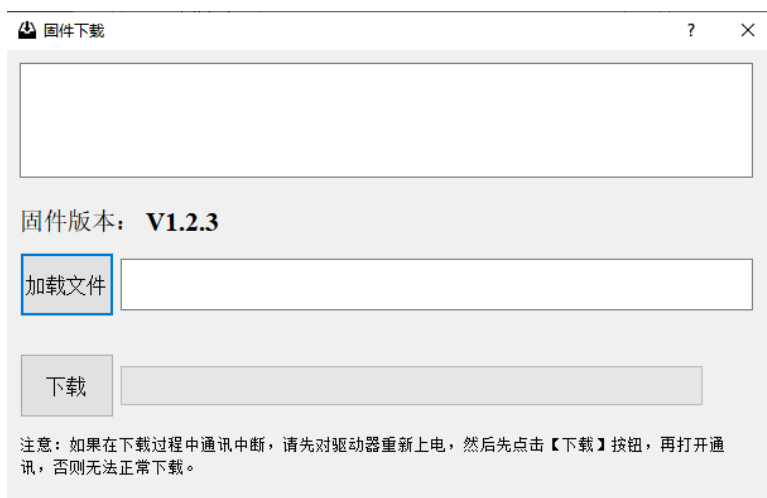 固件下载
固件版本： V1.2.3
加载文件
下载
注意：如果在下载过程中通讯中断，请先对驱动器重新上电，然后先点击【下载】按钮，再打开通
讯，否则无法正常下载。